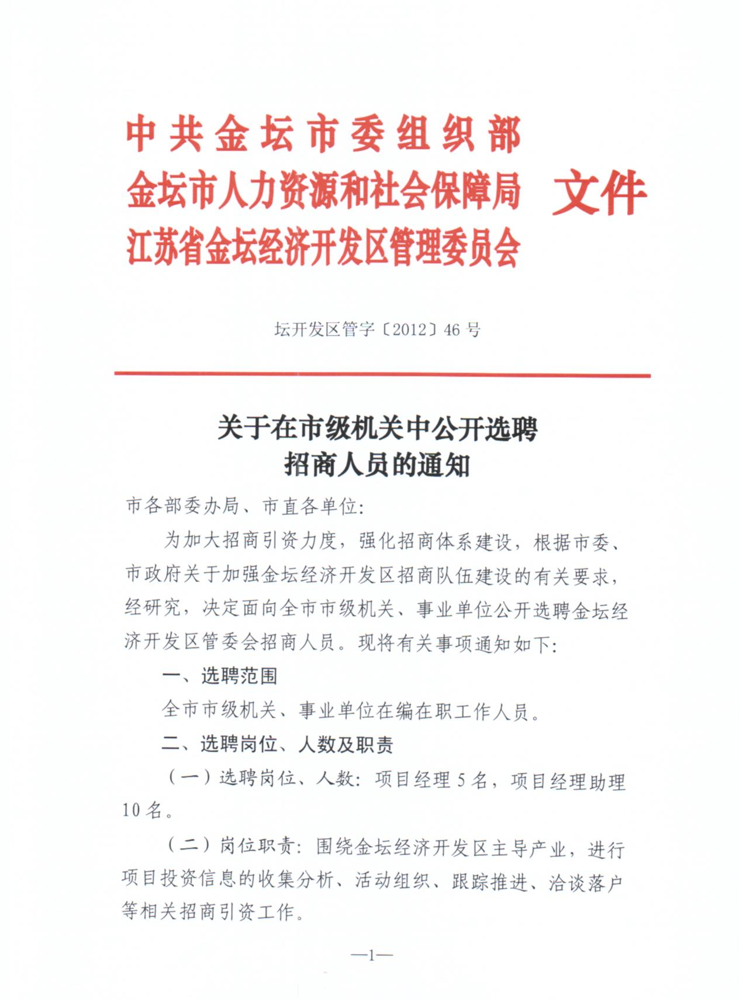 中共金坛市委组织部
金坛市人力资源和社会保障局 文件
江苏省金坛经济开发区管理委员会
坛开发区管字〔2012〕46 号
关于在市级机关中公开选聘
招商人员的通知
市各部委办局、市直各单位:
为加大招商引资力度，强化招商体系建设，根据市委、
市政府关于加强金坛经济开发区招商队伍建设的有关要求，
经研究，决定面向全市市级机关、事业单位公开选聘金坛经
济开发区管委会招商人员。现将有关事项通知如下:
一、选聘范围
全市市级机关、事业单位在编在职工作人员。
二、选聘岗位、人数及职责
（一）选聘岗位、人数: 项目经理 5 名，项目经理助理
10 名。
（二）岗位职责: 围绕金坛经济开发区主导产业，进行
项目投资信息的收集分析、活动组织、跟踪推进、洽谈落户
等相关招商引资工作。
—1—